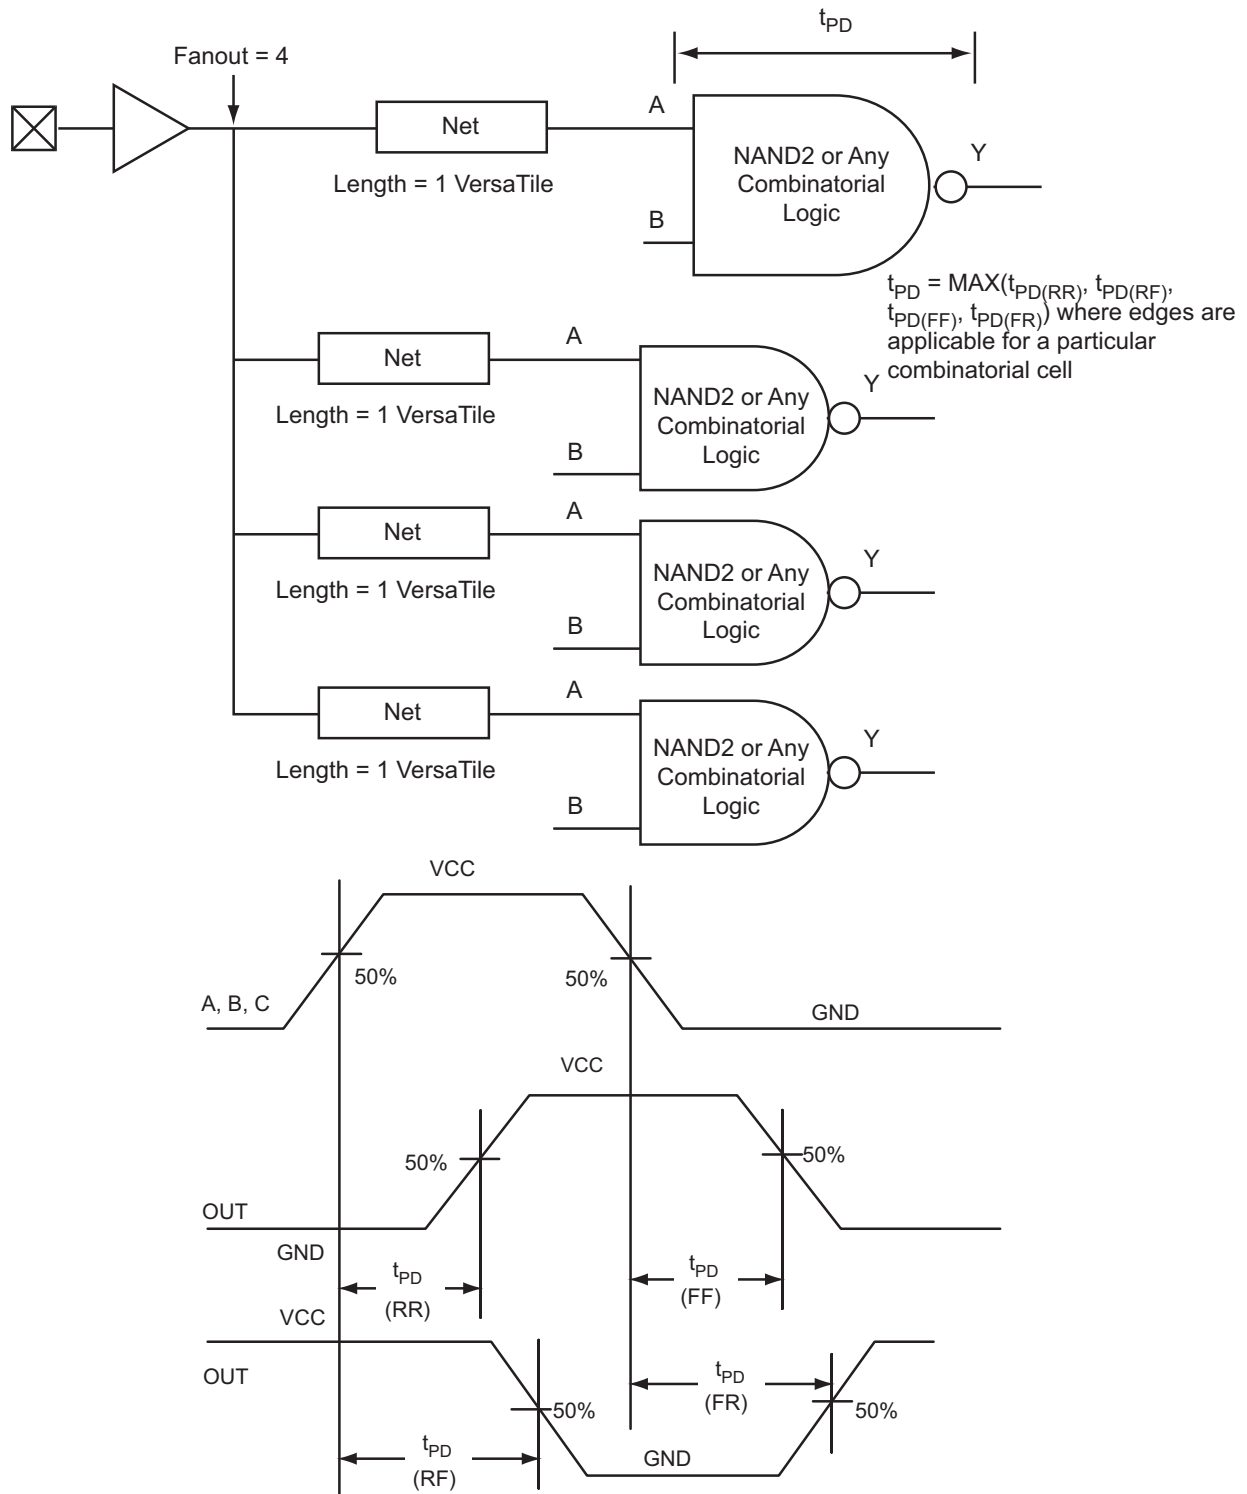 tPD
Fanout = 4
Net
Length = 1 VersaTile
A
B
NAND2 or Any
Combinatorial
Logic
Y
tPD = MAX(tPD(RR), tPD(RF),
tPD(FF), tPD(FR)) where edges are
applicable for a particular
combinatorial cell
Net
Length = 1 VersaTile
A
B
NAND2 or Any
Combinatorial
Logic
Y
Net
Length = 1 VersaTile
A
B
NAND2 or Any
Combinatorial
Logic
Y
Net
Length = 1 VersaTile
A
B
NAND2 or Any
Combinatorial
Logic
Y
VCC
50%
50%
A, B, C
GND
VCC
50%
50%
OUT
GND
tPD
(RR)
tPD
(FF)
VCC
OUT
tPD
(FR)
50%
50%
tPD
(RF)
GND